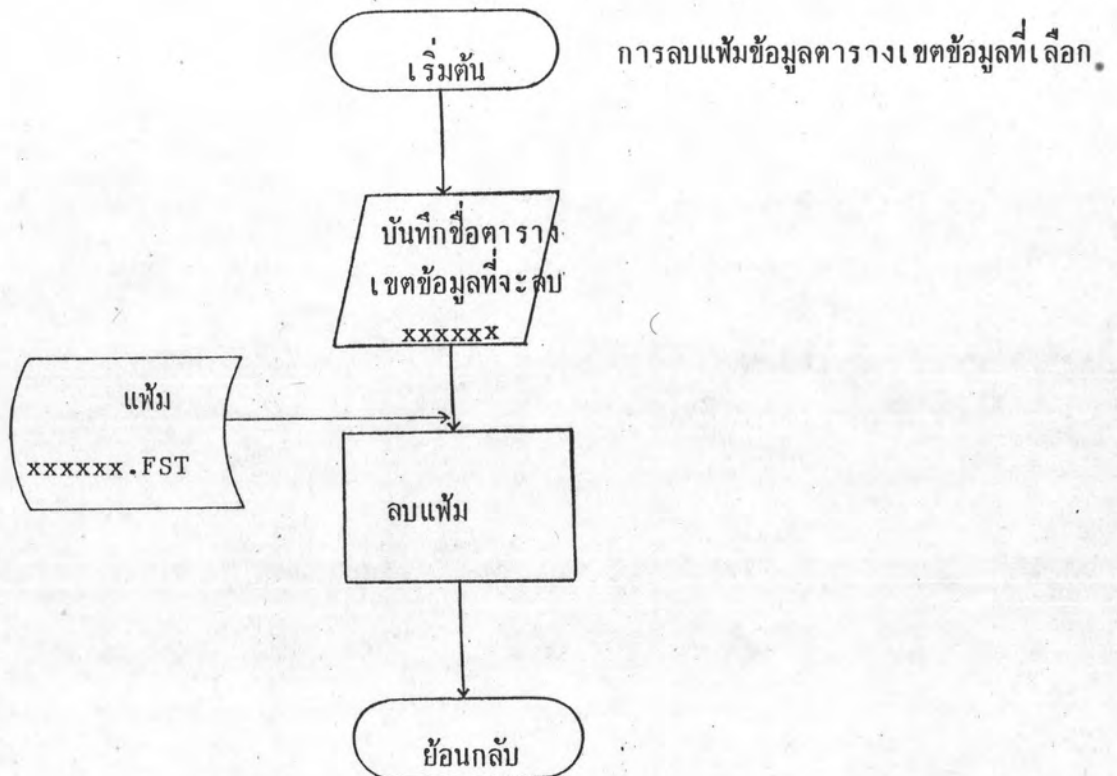 เริ่มต้น
การลบแฟ้มข้อมูลตารางเขตข้อมูลที่เลือก
บันทึกชื่อตาราง
เขตข้อมูลที่จะลบ
xxxxxx
แฟ้ม
xxxxxx.FST
ลบแฟ้ม
ย้อนกลับ